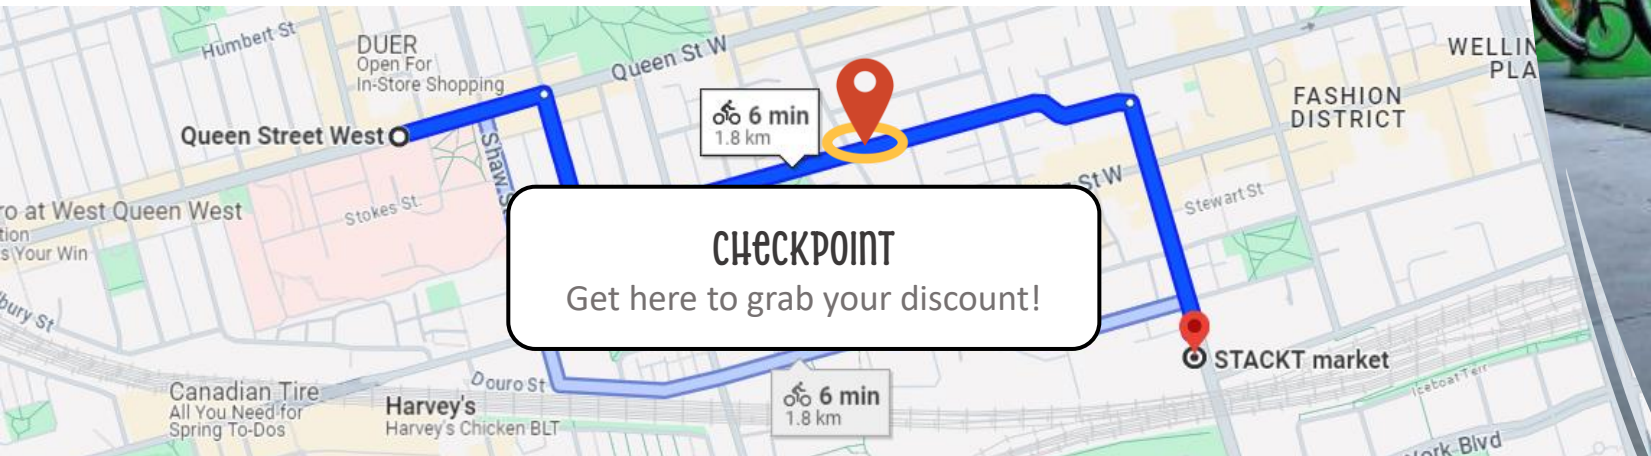 Humbert St
DUER
Open For
In-Store Shopping
Queen St W
WELLIN
PLA
FASHION
DISTRICT
6 min
1.8 km
Queen Street West
Shaw S
St W
Stewart St
Stokes St.
ro at West Queen West
tion
s Your Win
CHECKPOINT
Get here to grab your discount!
bury St
STACKT market
Canadian Tire
All You Need for
Spring To-Dos
Douro St
Harvey's
Harvey's Chicken BLT
6 min
1.8 km
Iceboat Terr
ork Blvd